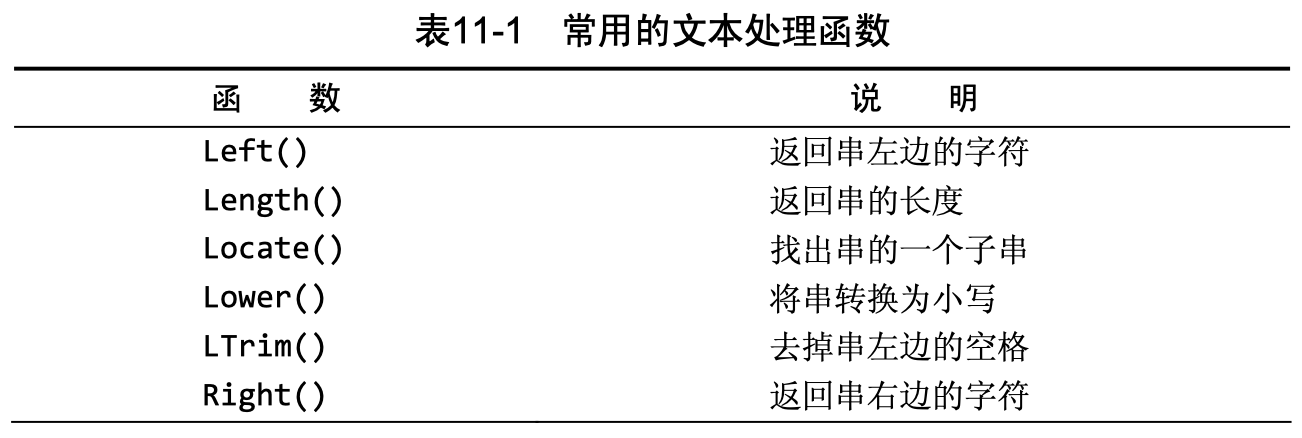 表11-1 常用的文本处理函数
函 数 说 明
Left() 返回串左边的字符
Length() 返回串的长度
Locate() 找出串的一个子串
Lower() 将串转换为小写
LTrim() 去掉串左边的空格
Right() 返回串右边的字符